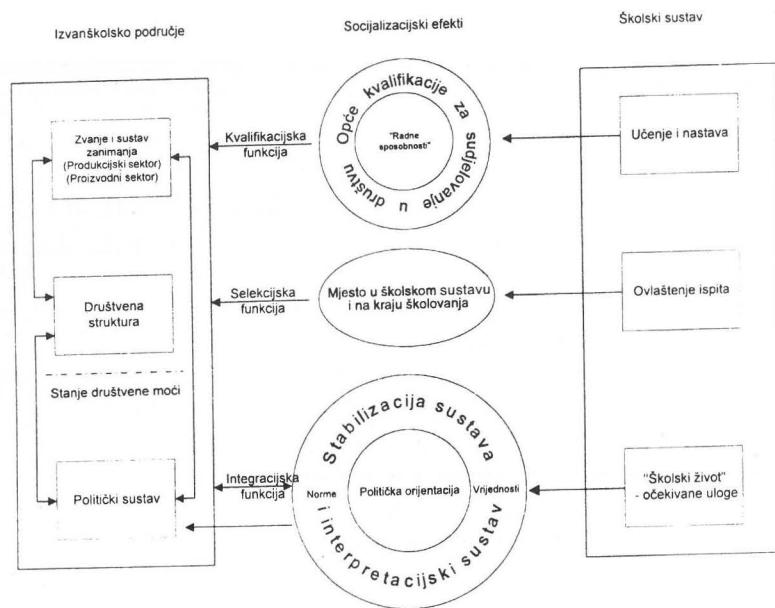 Izvanškolsko područje
Socijalizacijski efekti
Školski sustav
Zvanje i sustav
zanimanja
(Produkcijski sektor)
(Proizvodni sektor)
Kvalifikacijska
funkcija
Opće kvalifikacije za sudjelovanje u društvu
"Radne
sposobnosti"
Učenje i nastava
Društvena
struktura
Selekcijska
funkcija
Mjesto u školskom sustavu
i na kraju školovanja
Ovlaštenje ispita
Stanje društvene moći
Politički sustav
Integracijska
funkcija
Stabilizacija sustava
Norme
Politička orijentacija
Vrijednosti
i interpretacijski sustav
"Školski život"
- očekivane uloge